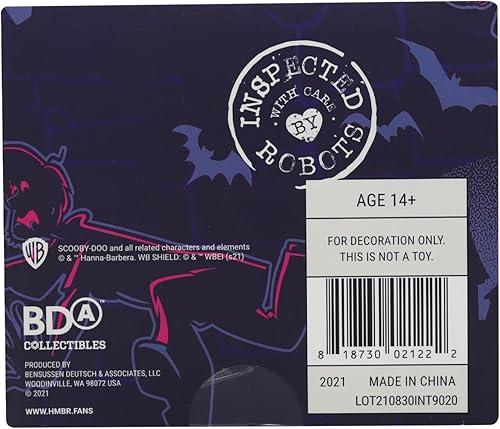 INSPECTED
WITH CARE
BY
ROBOTS
AGE 14+
FOR DECORATION ONLY.
THIS IS NOT A TOY.
WB
SCOOBY-DOO and all related characters and elements
© & ™ Hanna-Barbera. WB SHIELD: © & ™ WBEI (s21)
BDA™
COLLECTIBLES
PRODUCED BY
BENSUSSEN DEUTSCH & ASSOCIATES, LLC
WOODINVILLE, WA 98072 USA
© 2021
WWW.HMBR.FANS
8 18730 02122 2
2021 MADE IN CHINA
LOT210830INT9020